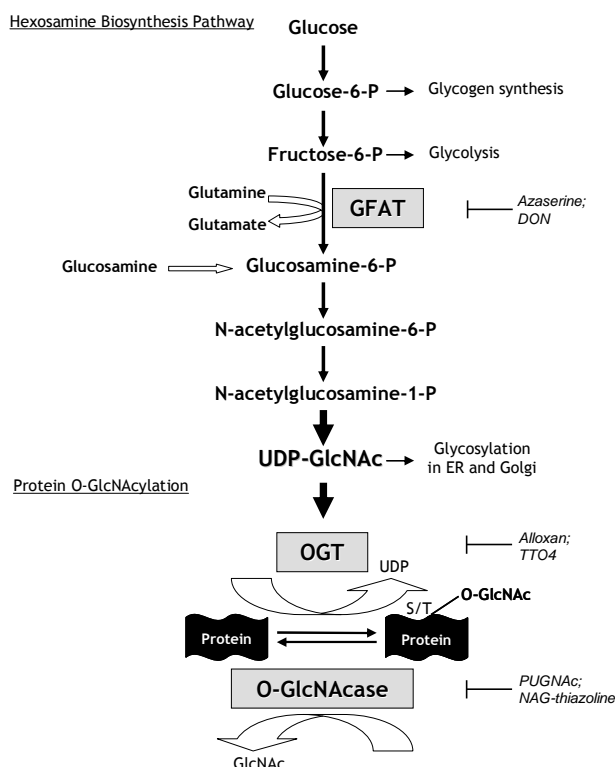 Hexosamine Biosynthesis Pathway
Glucose
Glucose-6-P
Glycogen synthesis
Fructose-6-P
Glycolysis
Glutamine
Glutamate
GFAT
Azaserine;
DON
Glucosamine
Glucosamine-6-P
N-acetylglucosamine-6-P
N-acetylglucosamine-1-P
UDP-GlcNAc
Glycosylation
in ER and Golgi
Protein O-GlcNAcylation
OGT
Alloxan;
TTO4
UDP
O-GlcNAc
S/T
Protein
Protein
O-GlcNAcase
PUGNAc;
NAG-thiazoline
GlcNAc